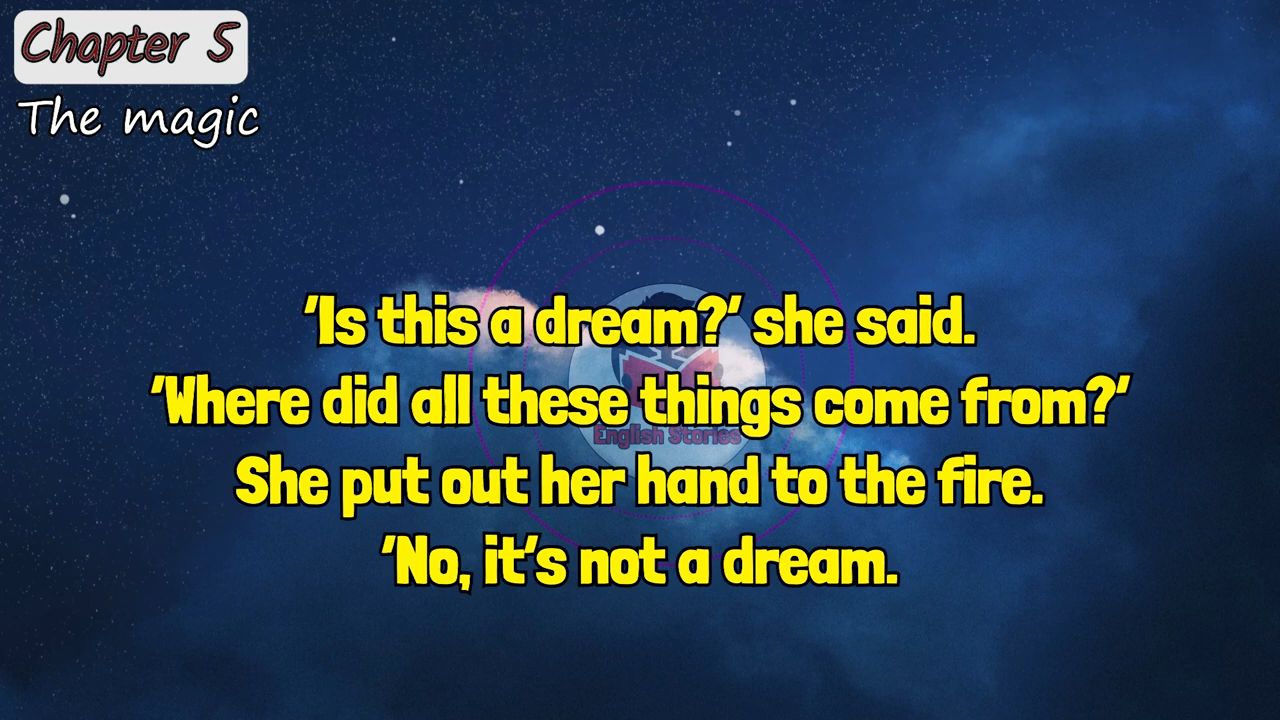 Chapter 5
The magic
'Is this a dream?' she said.
'Where did all these things come from?'
English Stories
She put out her hand to the fire.
'No, it's not a dream.